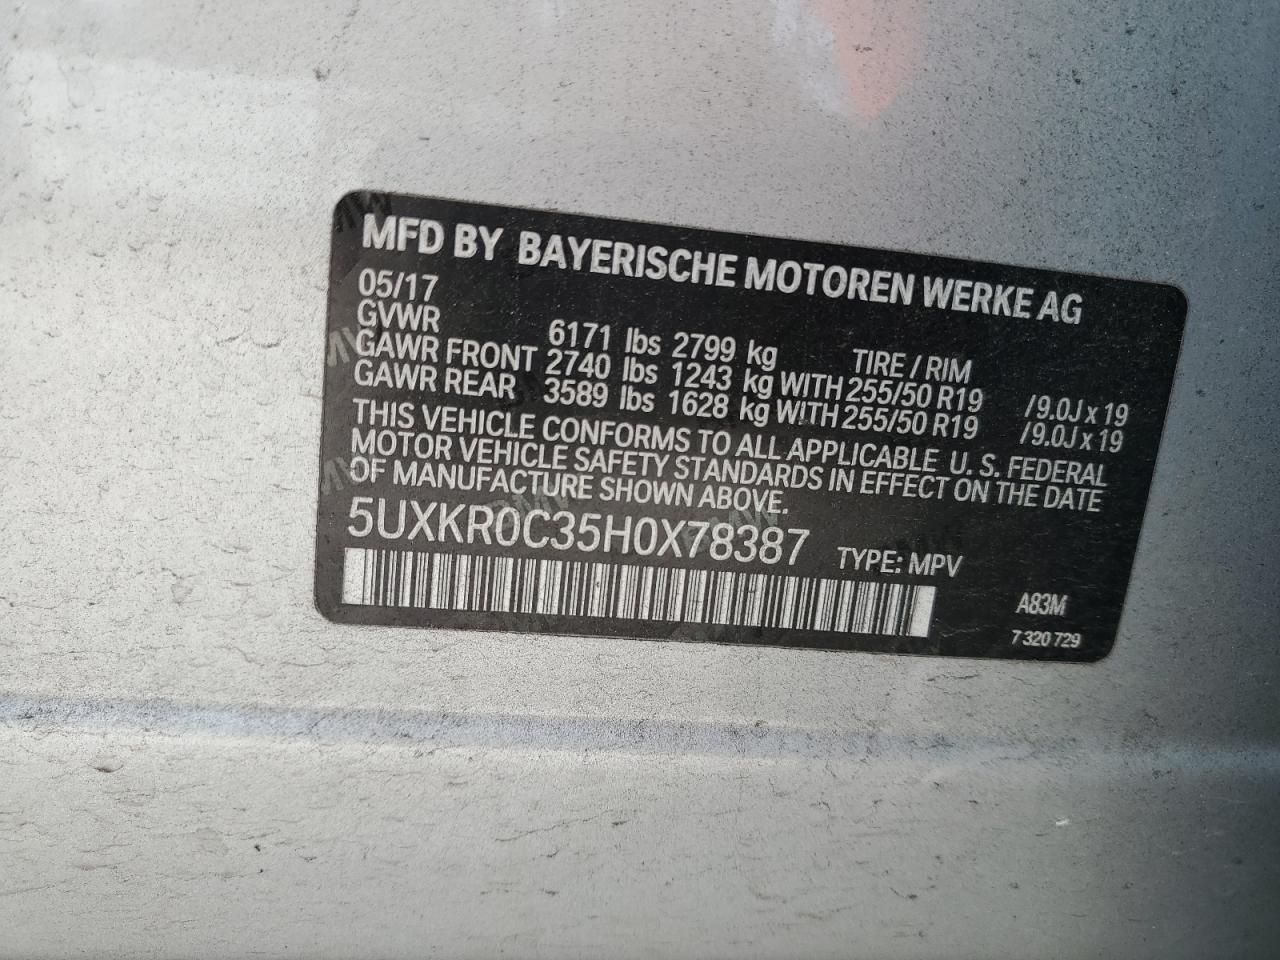 MFD BY BAYERISCHE MOTOREN WERKE AG
05/17
GVWR 6171 lbs 2799 kg TIRE / RIM
GAWR FRONT 2740 lbs 1243 kg WITH 255/50 R19 /9.0J x 19
GAWR REAR 3589 lbs 1628 kg WITH 255/50 R19 /9.0J x 19
THIS VEHICLE CONFORMS TO ALL APPLICABLE U. S. FEDERAL
MOTOR VEHICLE SAFETY STANDARDS IN EFFECT ON THE DATE
OF MANUFACTURE SHOWN ABOVE.
5UXKR0C35H0X78387 TYPE: MPV
A83M
7 320 729